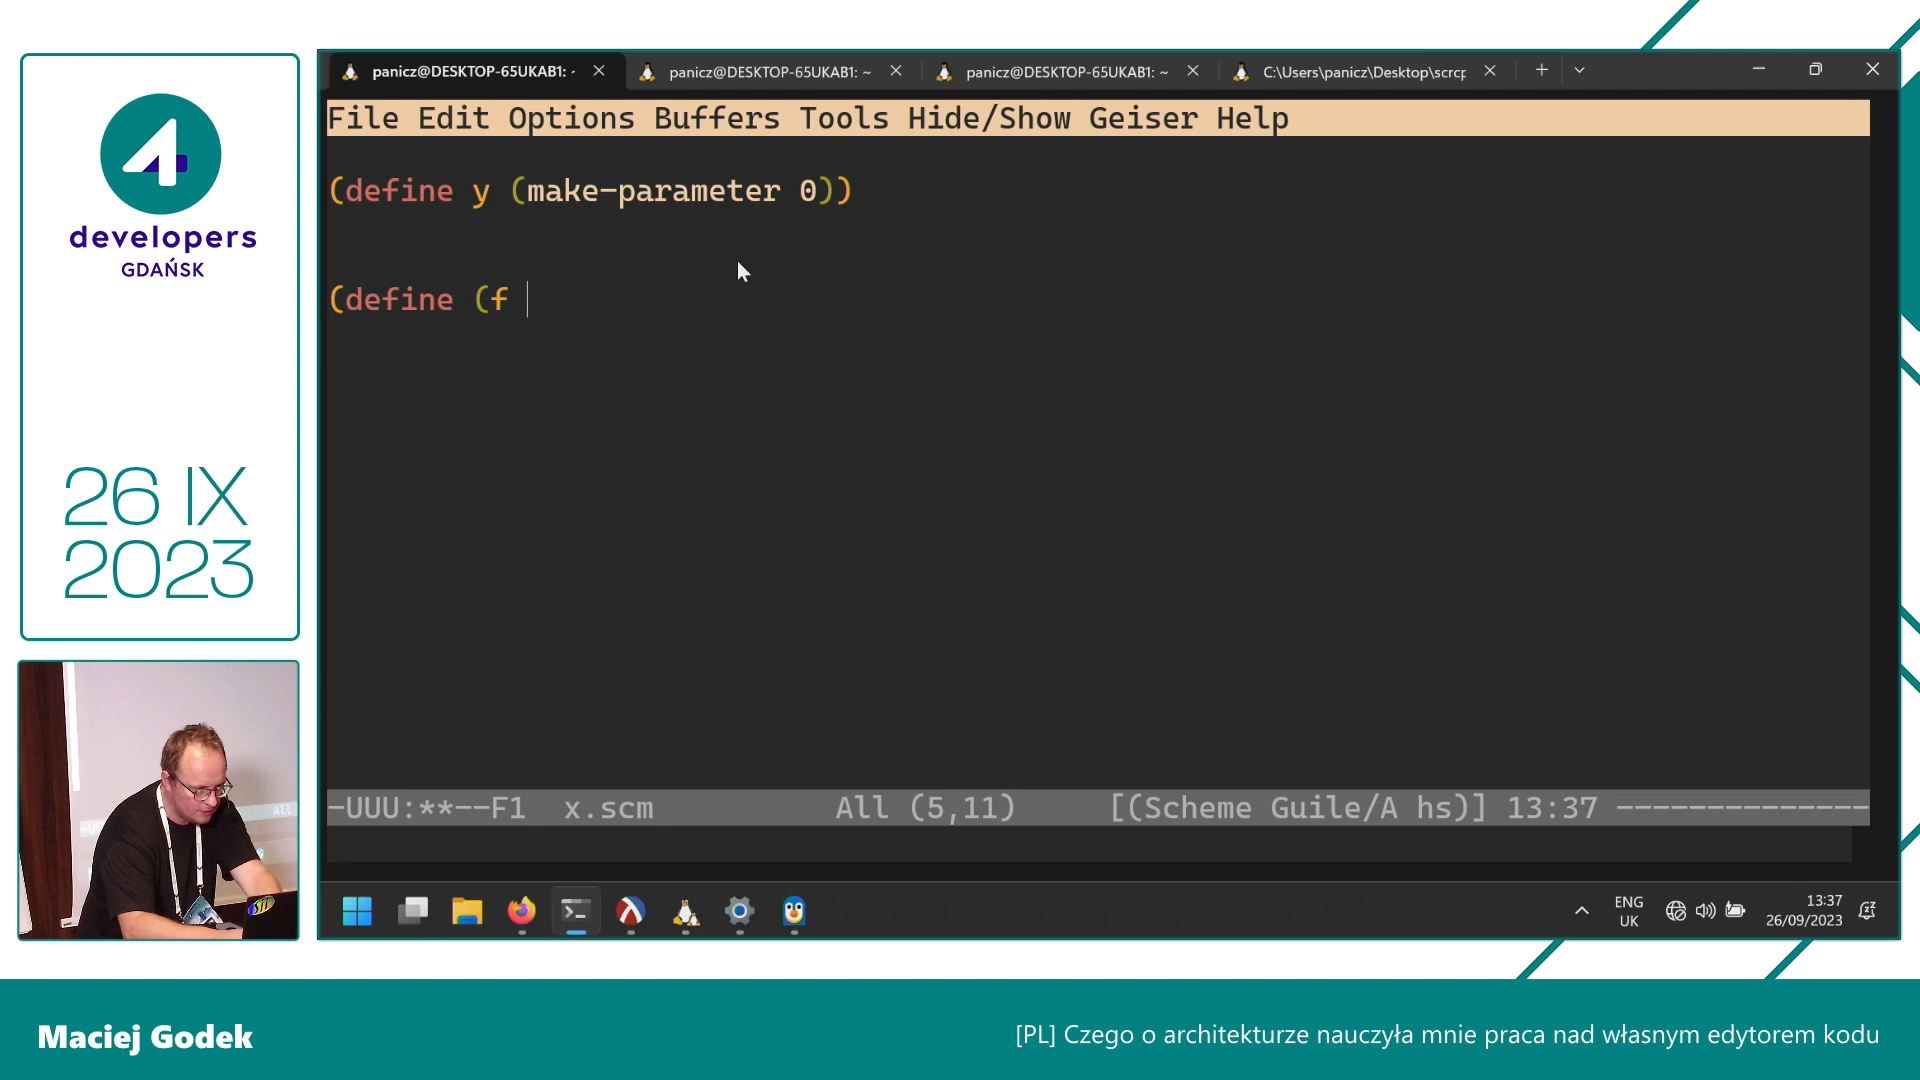 4
developers
GDAŃSK
26 IX
2023
panicz@DESKTOP-65UKAB1: -
panicz@DESKTOP-65UKAB1: ~
panicz@DESKTOP-65UKAB1: ~
C:\Users\panicz\Desktop\scrcp
File Edit Options Buffers Tools Hide/Show Geiser Help
(define y (make-parameter 0))
(define (f
-UUU:**--F1 x.scm All (5,11) [(Scheme Guile/A hs)] 13:37 --------------
ENG
UK
13:37
26/09/2023
Maciej Godek
[PL] Czego o architekturze nauczyła mnie praca nad własnym edytorem kodu